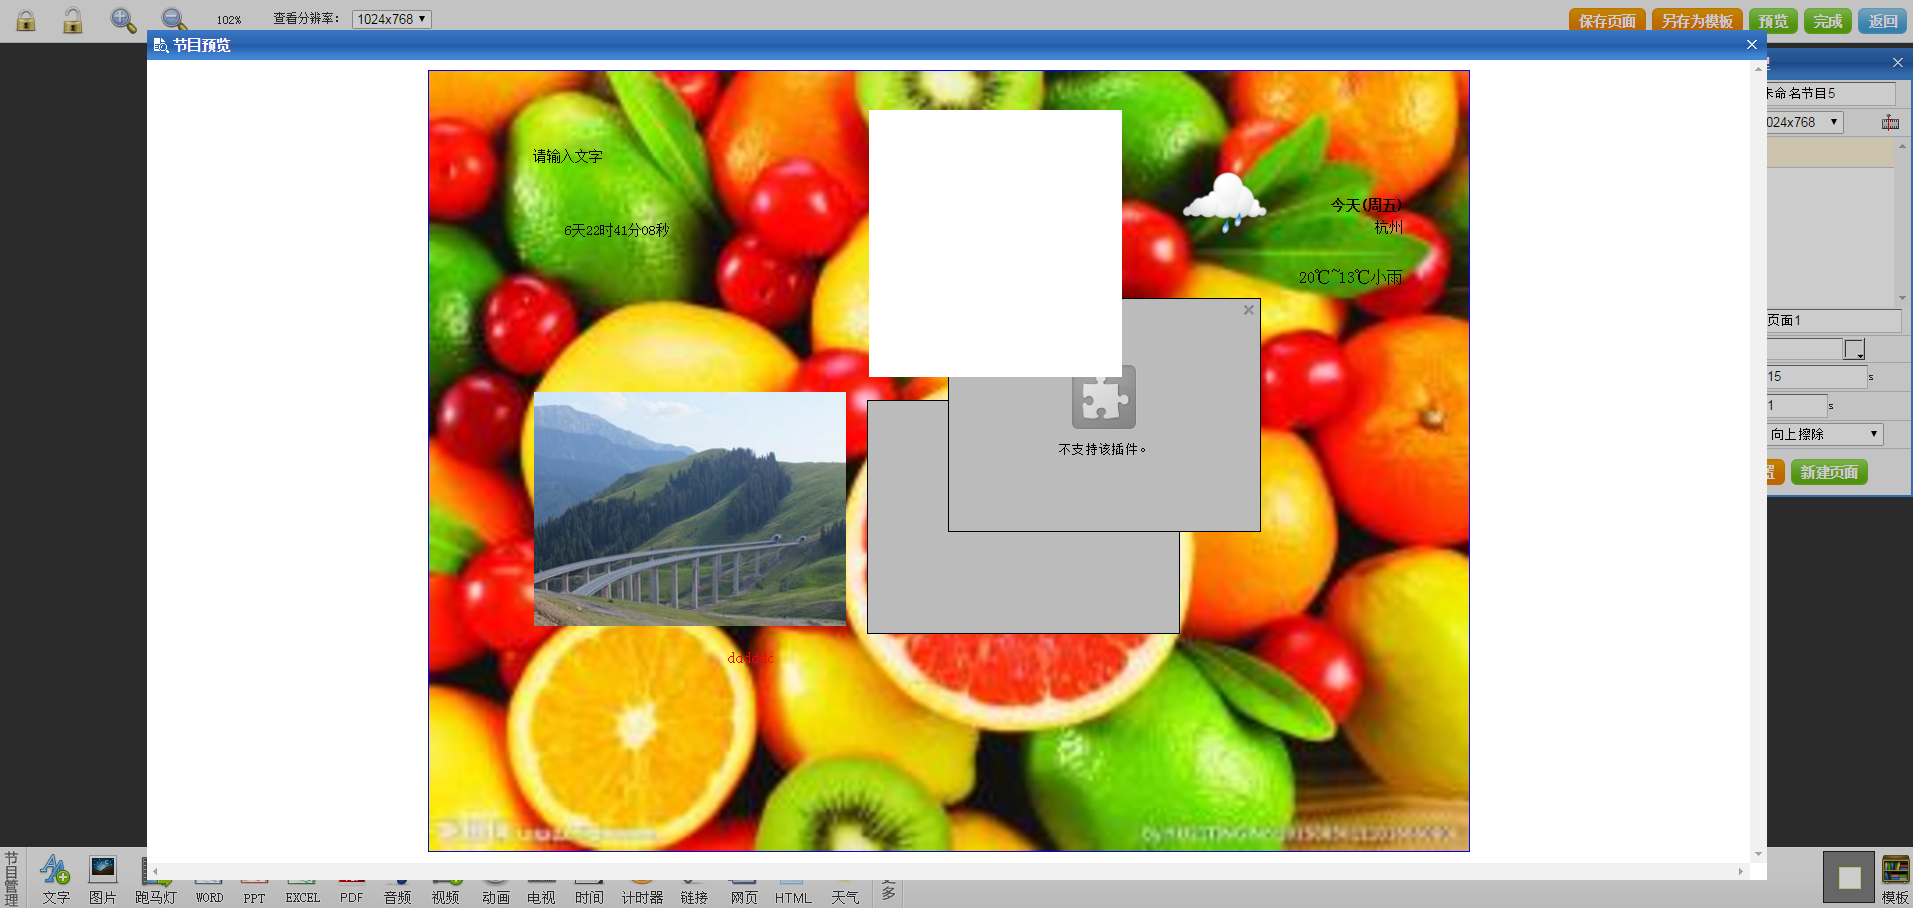 102%
查看分辨率：
1024x768
保存页面
另存为模板
预览
完成
返回
节目预览
未命名节目5
024x768
请输入文字
6天22时41分08秒
今天(周五)
杭州
20℃~13℃小雨
页面1
15
s
1
s
向上擦除
置
新建页面
不支持该插件。
dddddd
节目管理
文字
图片
跑马灯
WORD
PPT
EXCEL
PDF
音频
视频
动画
电视
时间
计时器
链接
网页
HTML
天气
更多
模板